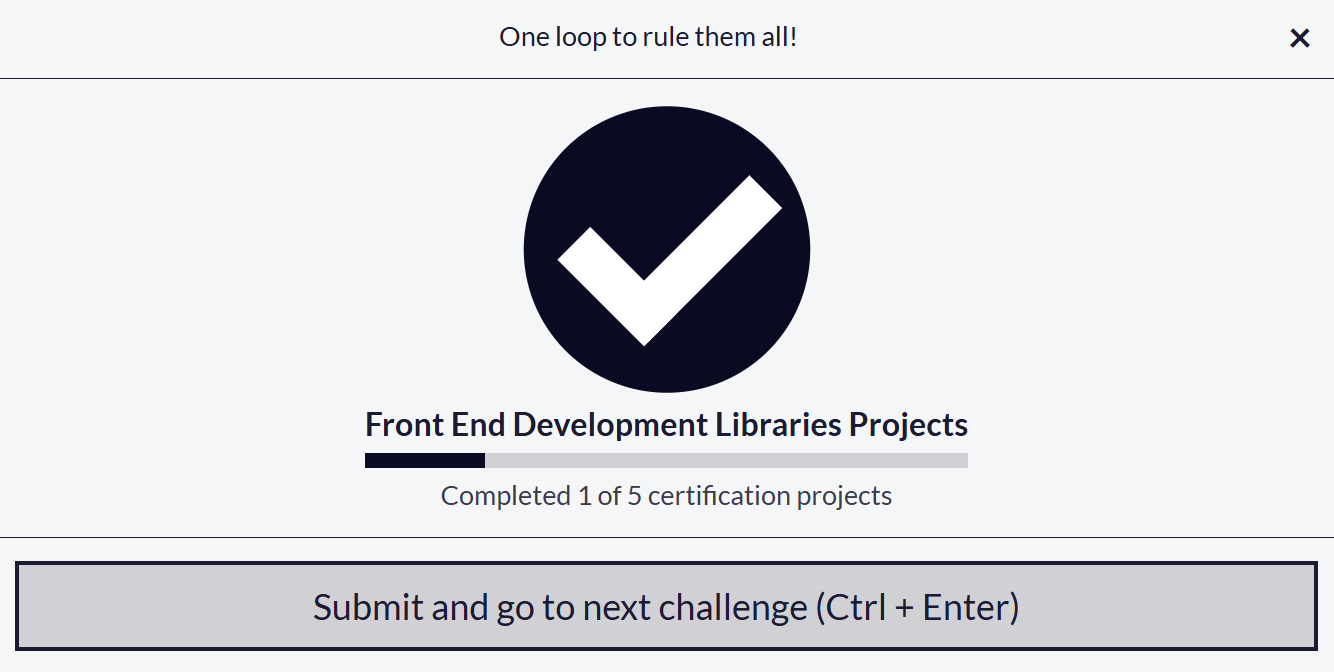 One loop to rule them all!
Front End Development Libraries Projects
Completed 1 of 5 certification projects
Submit and go to next challenge (Ctrl + Enter)